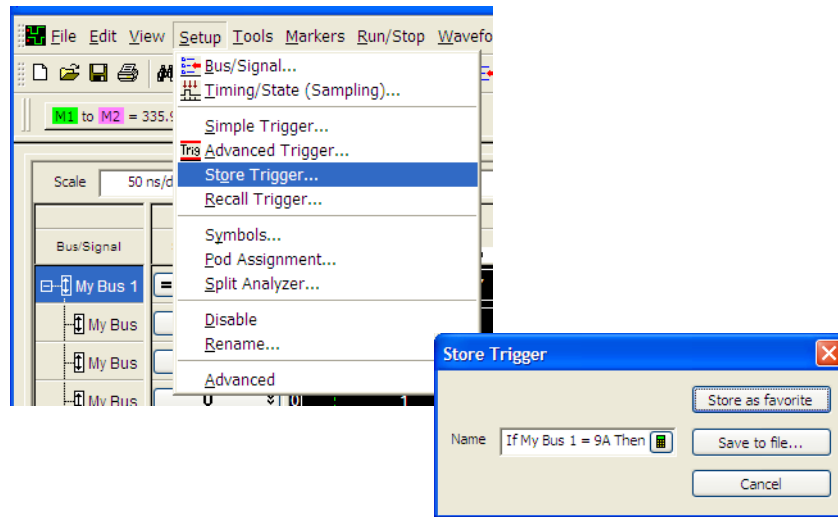 File Edit View Setup Tools Markers Run/Stop Wavefo
Bus/Signal...
Timing/State (Sampling)...
M1 to M2 = 335.9
Simple Trigger...
Trig Advanced Trigger...
Scale 50 ns/d
Store Trigger...
Recall Trigger...
Bus/Signal
Symbols...
Pod Assignment...
My Bus 1 =
Split Analyzer...
My Bus
Disable
Rename...
My Bus
Advanced
My Bus
0
1
Store Trigger
Store as favorite
Name If My Bus 1 = 9A Then
Save to file...
Cancel